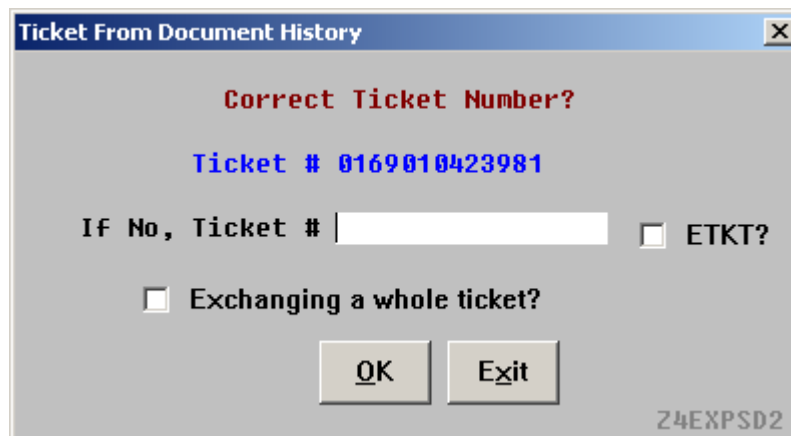 Ticket From Document History
Correct Ticket Number?
Ticket # 0169010423981
If No, Ticket # ETKT?
Exchanging a whole ticket?
OK Exit
Z4EXPSD2